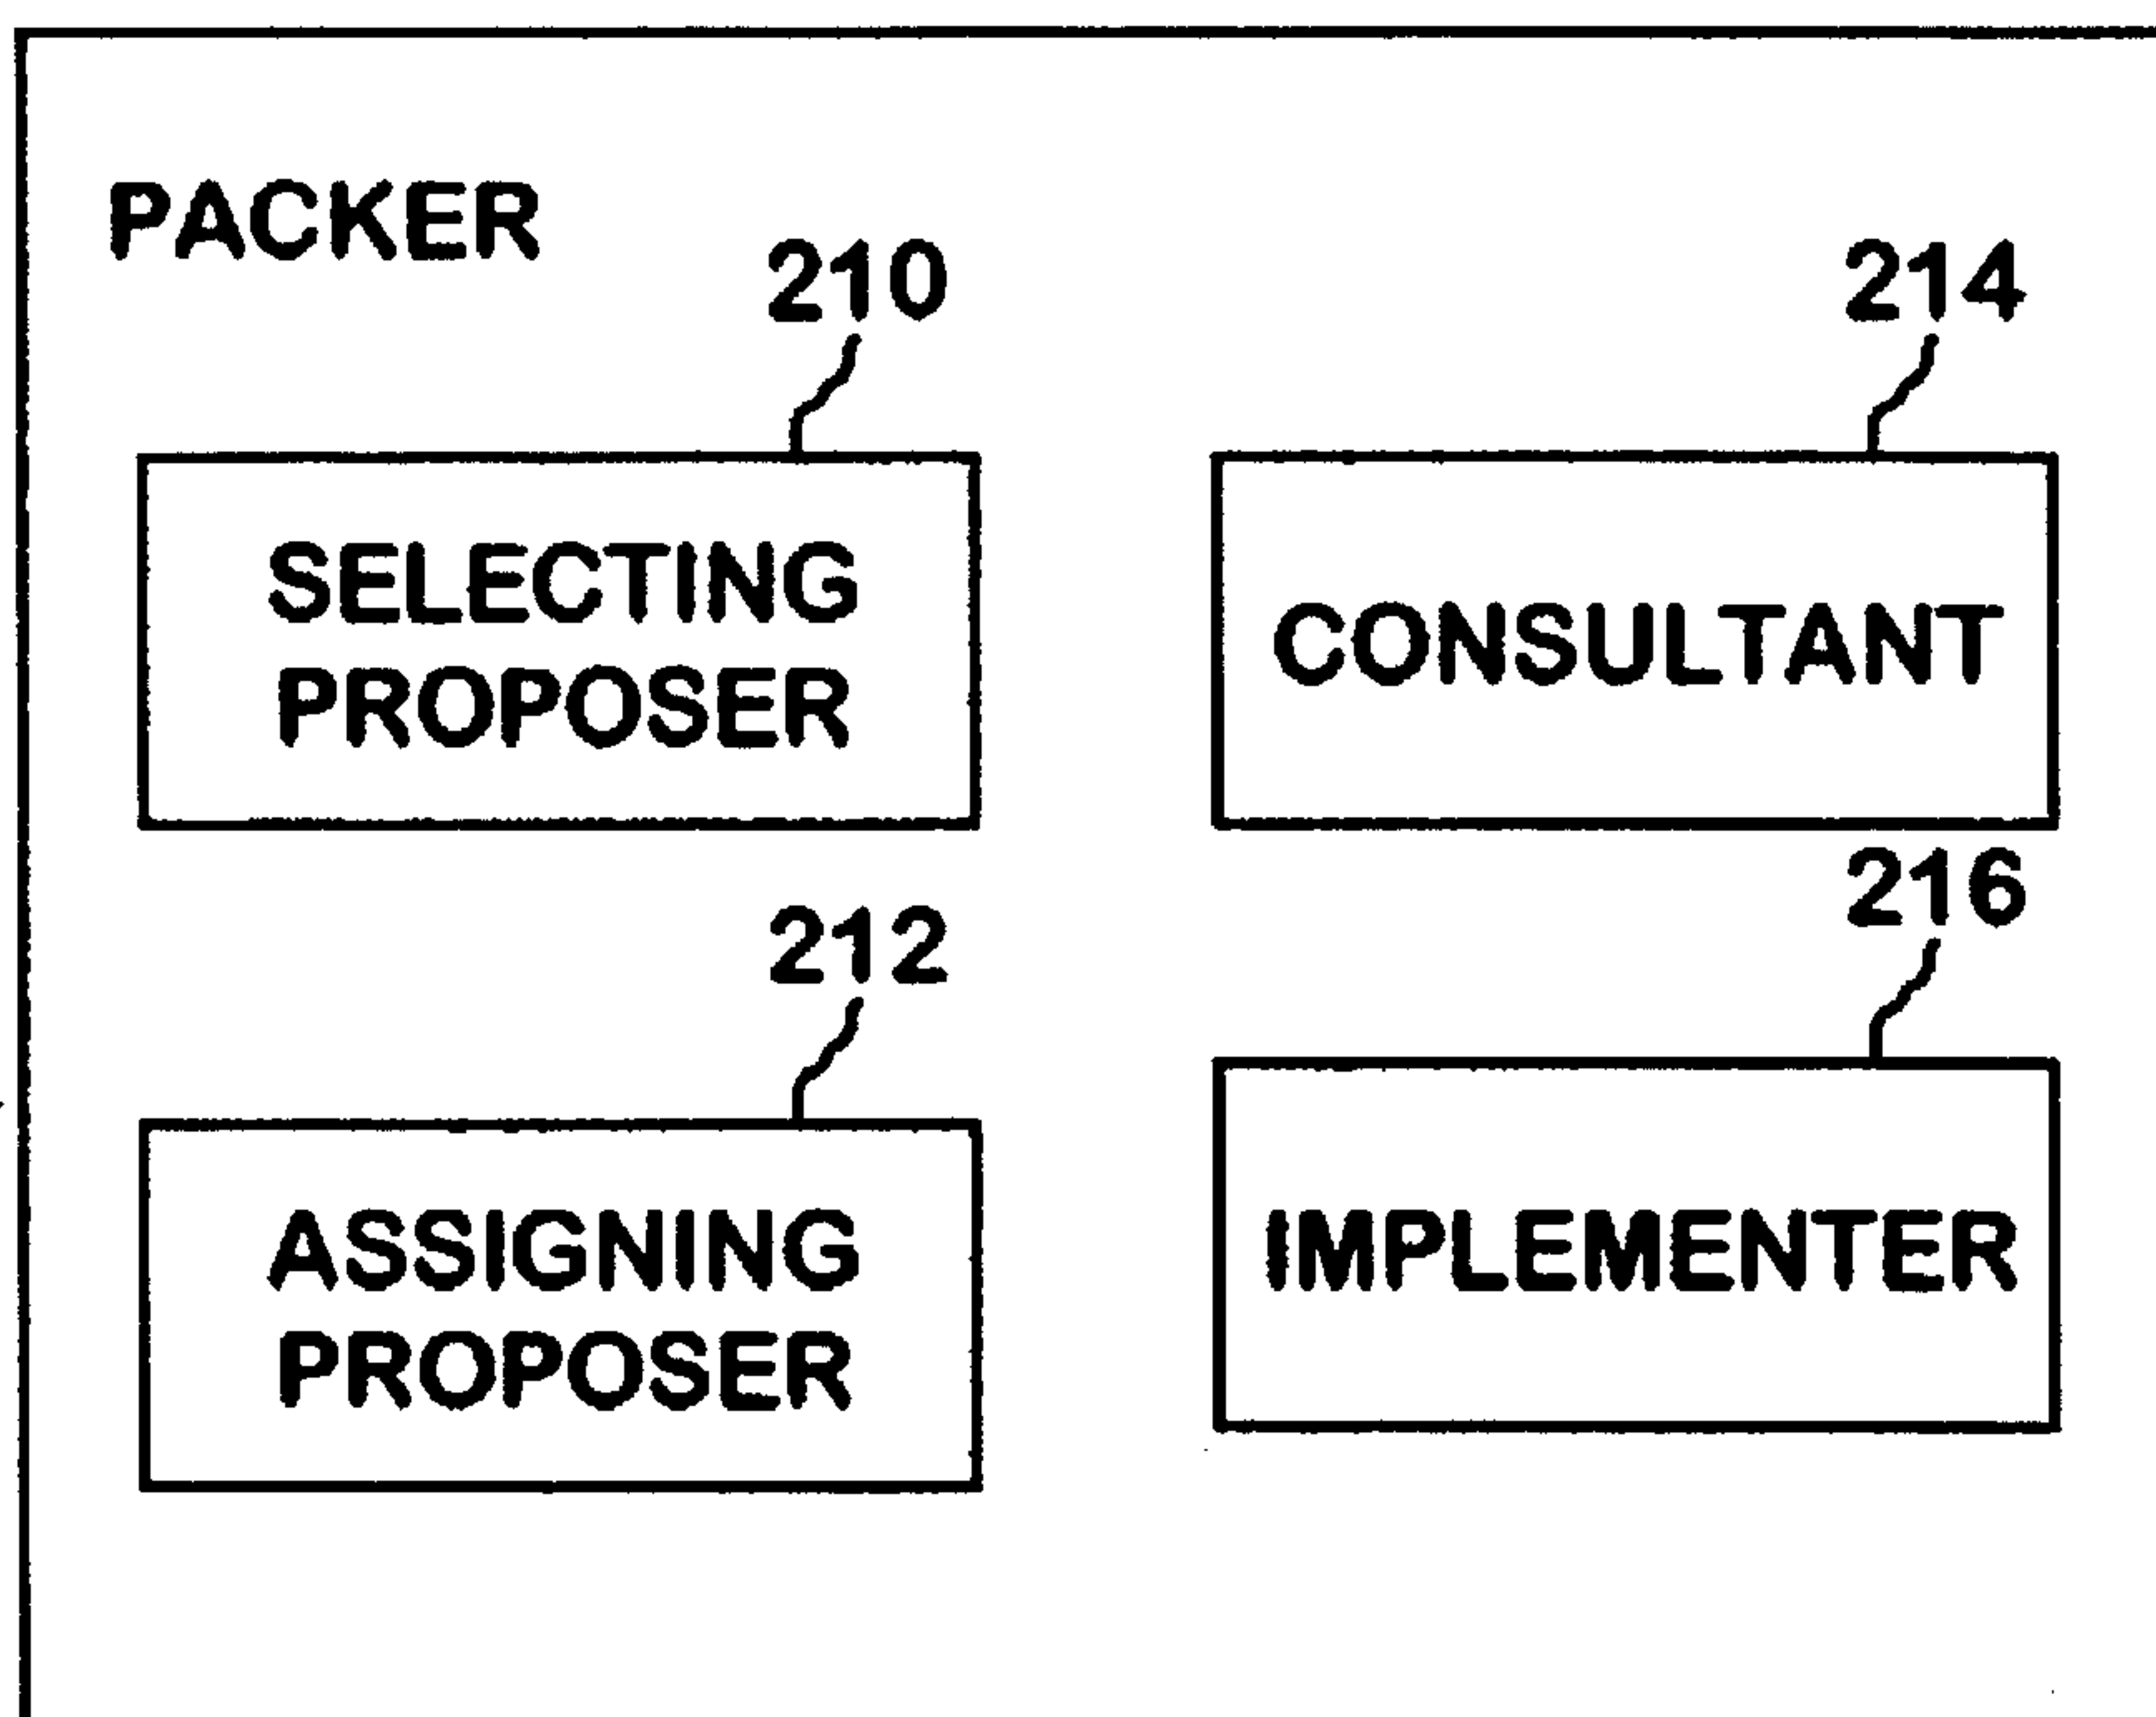 PACKER
210
SELECTING
PROPOSER
214
CONSULTANT
212
ASSIGNING
PROPOSER
216
IMPLEMENTER